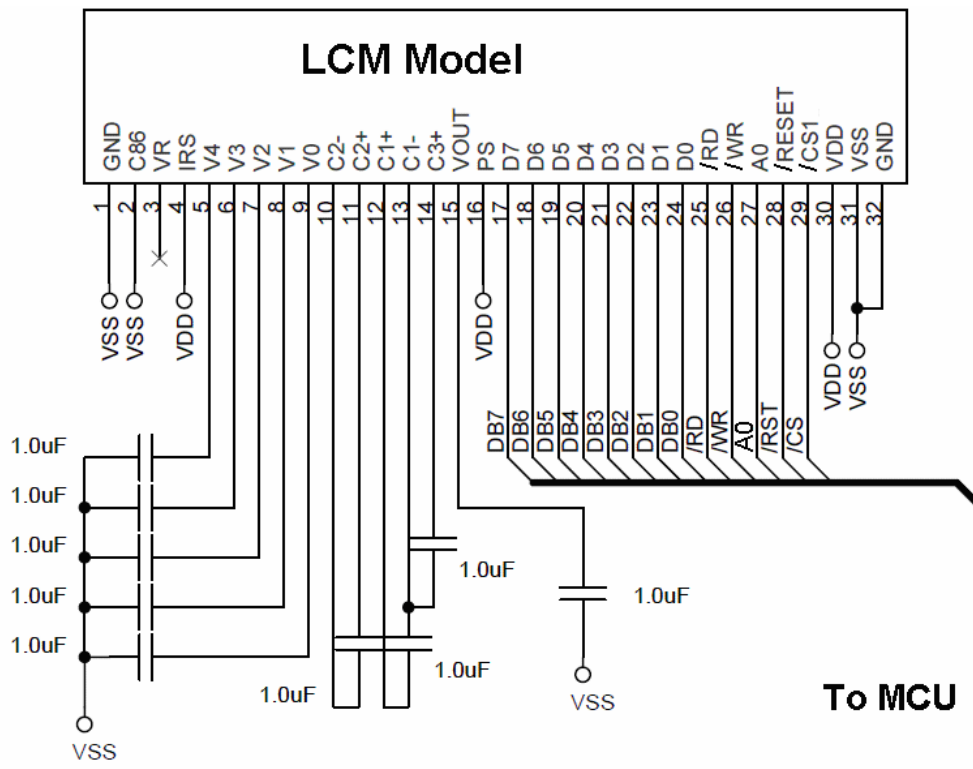 LCM Model
GND
C86
VR
IRS
V4
V3
V2
V1
V0
C2-
C2+
C1+
C1-
C3+
VOUT
PS
D7
D6
D5
D4
D3
D2
D1
D0
/RD
/WR
A0
/RESET
/CS1
VDD
VSS
GND
1
2
3
4
5
6
7
8
9
10
11
12
13
14
15
16
17
18
19
20
21
22
23
24
25
26
27
28
29
30
31
32
VSS
VSS
VDD
VDD
VDD
VSS
DB7
DB6
DB5
DB4
DB3
DB2
DB1
DB0
/RD
/WR
A0
/RST
/CS
1.0uF
1.0uF
1.0uF
1.0uF
1.0uF
1.0uF
1.0uF
1.0uF
1.0uF
VSS
VSS
To MCU